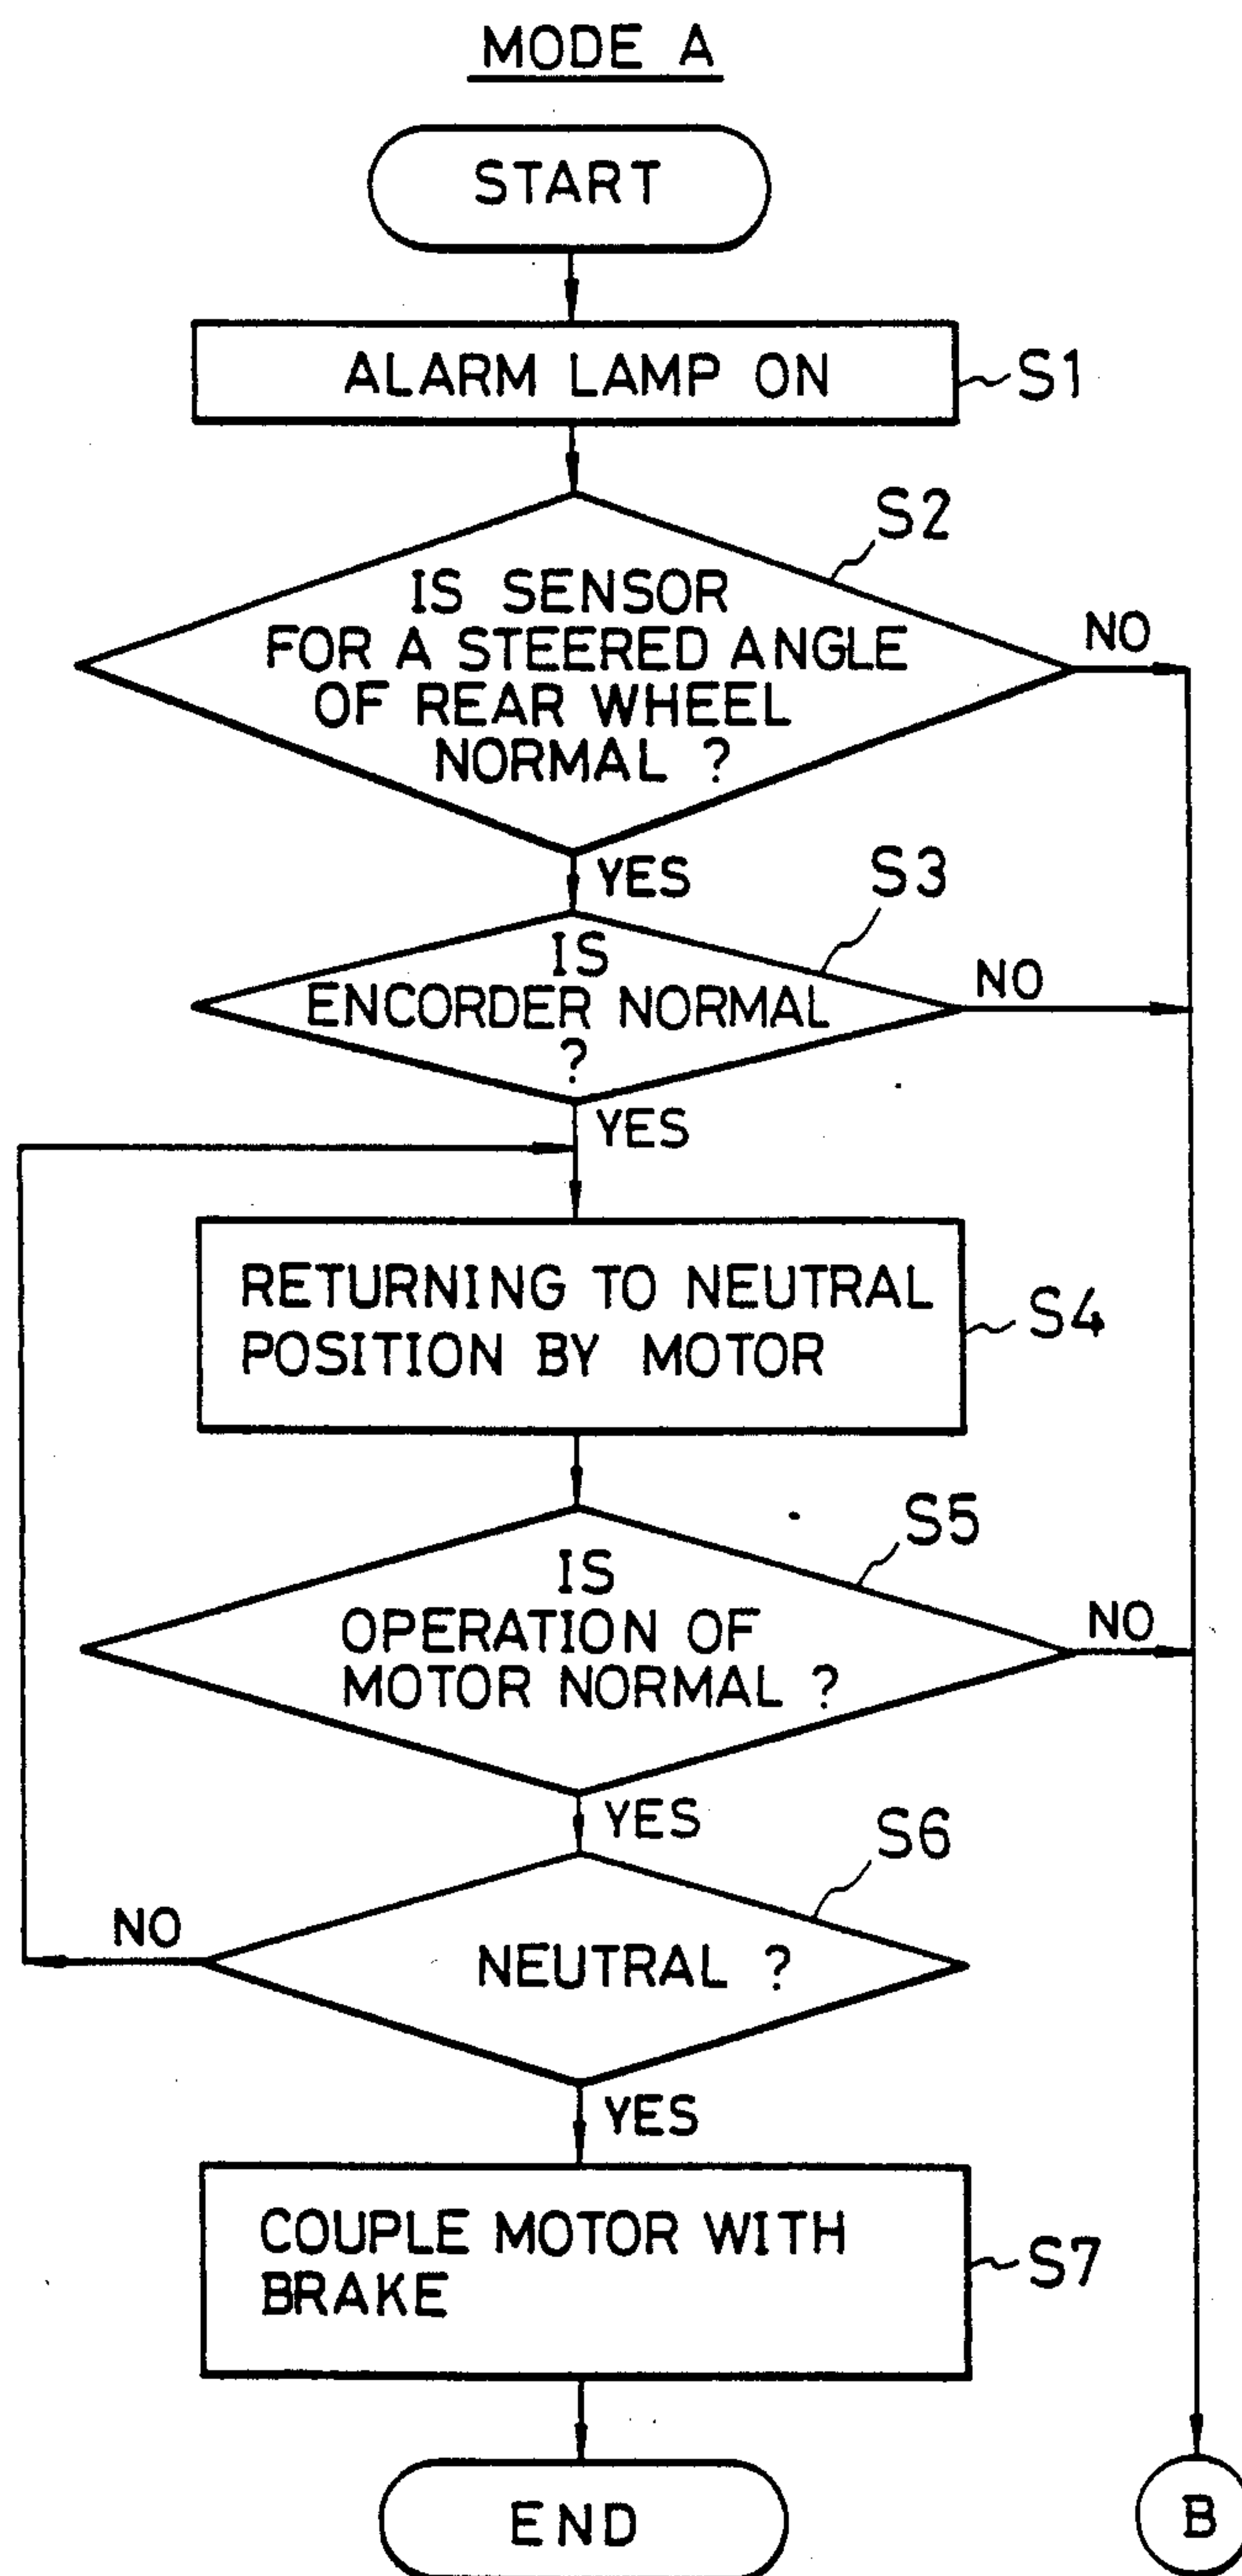 MODE A
START
ALARM LAMP ON
S1
S2
IS SENSOR
FOR A STEERED ANGLE
OF REAR WHEEL
NORMAL ?
NO
YES
S3
IS
ENCORDER NORMAL
?
NO
YES
RETURNING TO NEUTRAL
POSITION BY MOTOR
S4
S5
IS
OPERATION OF
MOTOR NORMAL ?
NO
YES
S6
NO
NEUTRAL ?
YES
COUPLE MOTOR WITH
BRAKE
S7
END
B